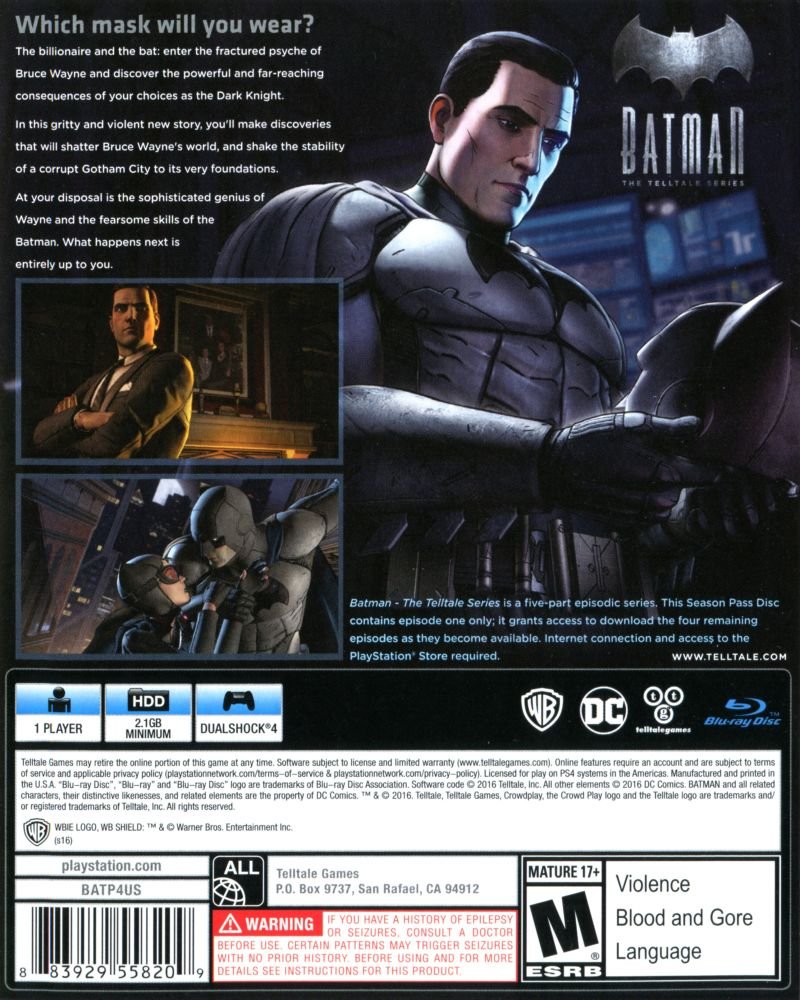 Which mask will you wear?
The billionaire and the bat: enter the fractured psyche of
Bruce Wayne and discover the powerful and far-reaching
consequences of your choices as the Dark Knight.
In this gritty and violent new story, you'll make discoveries
that will shatter Bruce Wayne's world, and shake the stability
of a corrupt Gotham City to its very foundations.
At your disposal is the sophisticated genius of
Wayne and the fearsome skills of the
Batman. What happens next is
entirely up to you.
BATMAN
THE TELLTALE SERIES
Batman - The Telltale Series is a five-part episodic series. This Season Pass Disc
contains episode one only; it grants access to download the four remaining
episodes as they become available. Internet connection and access to the
PlayStation® Store required.
WWW.TELLTALE.COM
1 PLAYER
HDD
2.1GB
MINIMUM
DUALSHOCK®4
WB
DC
ttg
telltalegames
Blu-ray Disc™
Telltale Games may retire the online portion of this game at any time. Software subject to license and limited warranty (www.telltalegames.com). Online features require an account and are subject to terms
of service and applicable privacy policy (playstationnetwork.com/terms-of-service & playstationnetwork.com/privacy-policy). Licensed for play on PS4 systems in the Americas. Manufactured and printed in
the U.S.A. "Blu-ray Disc", "Blu-ray" and "Blu-ray Disc" logo are trademarks of Blu-ray Disc Association. Software code © 2016 Telltale, Inc. All other elements © 2016 DC Comics. BATMAN and all related
characters, their distinctive likenesses, and related elements are the property of DC Comics. ™ & © 2016. Telltale, Telltale Games, Crowdplay, the Crowd Play logo and the Telltale logo are trademarks and/
or registered trademarks of Telltale, Inc. All rights reserved.
WB
WBIE LOGO, WB SHIELD: ™ & © Warner Bros. Entertainment Inc.
(s16)
playstation.com
BATP4US
8 83929 55820 9
ALL
Telltale Games
P.O. Box 9737, San Rafael, CA 94912
WARNING
IF YOU HAVE A HISTORY OF EPILEPSY
OR SEIZURES, CONSULT A DOCTOR
BEFORE USE. CERTAIN PATTERNS MAY TRIGGER SEIZURES
WITH NO PRIOR HISTORY. BEFORE USING AND FOR MORE
DETAILS SEE INSTRUCTIONS FOR THIS PRODUCT.
MATURE 17+
M®
ESRB
Violence
Blood and Gore
Language